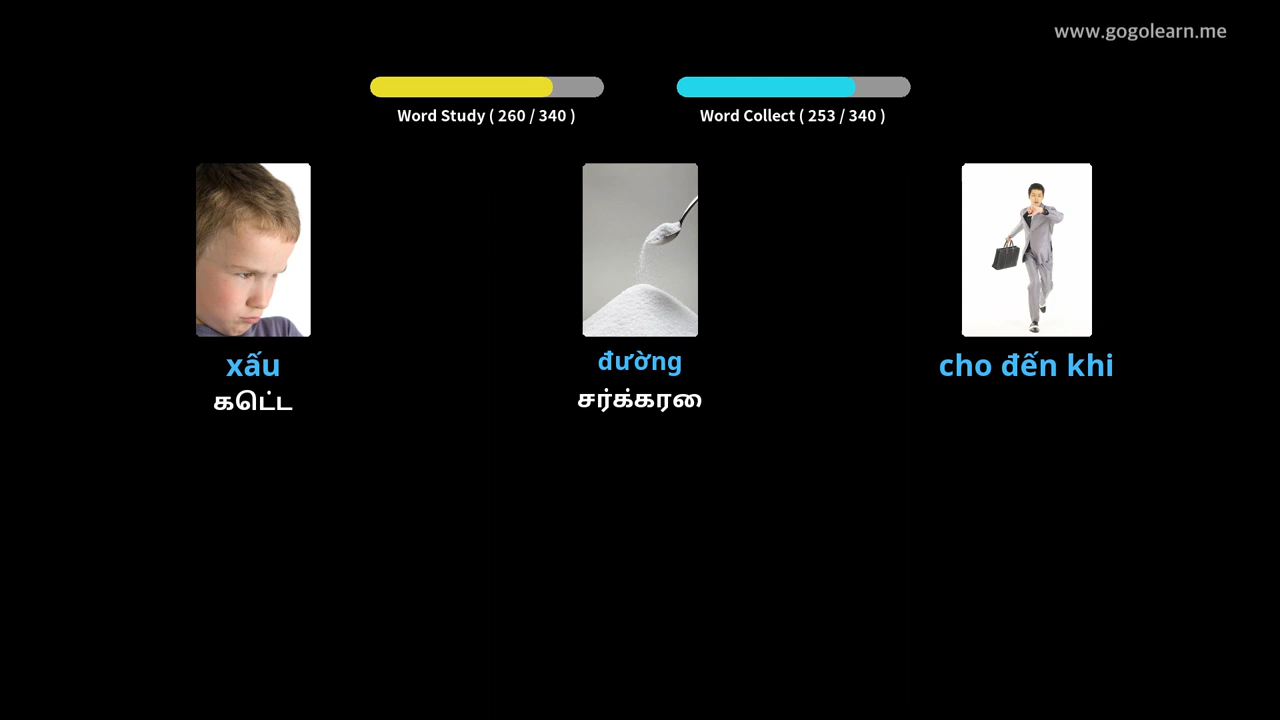 www.gogolearn.me
Word Study ( 260 / 340 )
Word Collect ( 253 / 340 )
xấu
đường
cho đến khi
கெட்ட
சர்க்கரை